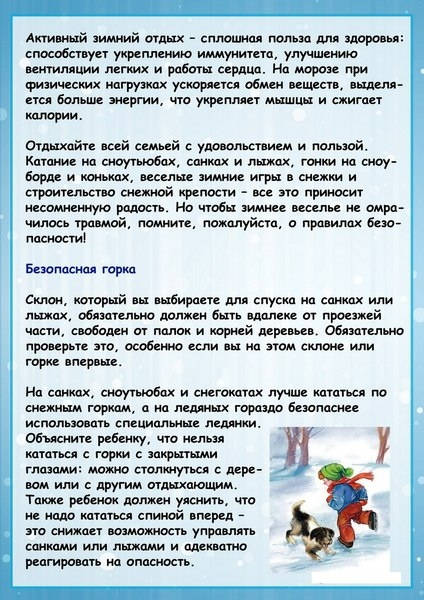 Активный зимний отдых – сплошная польза для здоровья:
способствует укреплению иммунитета, улучшению
вентиляции легких и работы сердца. На морозе при
физических нагрузках ускоряется обмен веществ, выделя-
ется больше энергии, что укрепляет мышцы и сжигает
калории.
Отдыхайте всей семьей с удовольствием и пользой.
Катание на сноутьюбах, санках и лыжах, гонки на сноу-
борде и коньках, веселые зимние игры в снежки и
строительство снежной крепости – все это приносит
несомненную радость. Но чтобы зимнее веселье не омра-
чилось травмой, помните, пожалуйста, о правилах безо-
пасности!
Безопасная горка
Склон, который вы выбираете для спуска на санках или
лыжах, обязательно должен быть вдалеке от проезжей
части, свободен от палок и корней деревьев. Обязательно
проверьте это, особенно если вы на этом склоне или
горке впервые.
На санках, сноутьюбах и снегокатах лучше кататься по
снежным горкам, а на ледяных гораздо безопаснее
использовать специальные ледянки.
Объясните ребенку, что нельзя
кататься с горки с закрытыми
глазами: можно столкнуться с дере-
вом или с другим отдыхающим.
Также ребенок должен уяснить, что
не надо кататься спиной вперед –
это снижает возможность управлять
санками или лыжами и адекватно
реагировать на опасность.